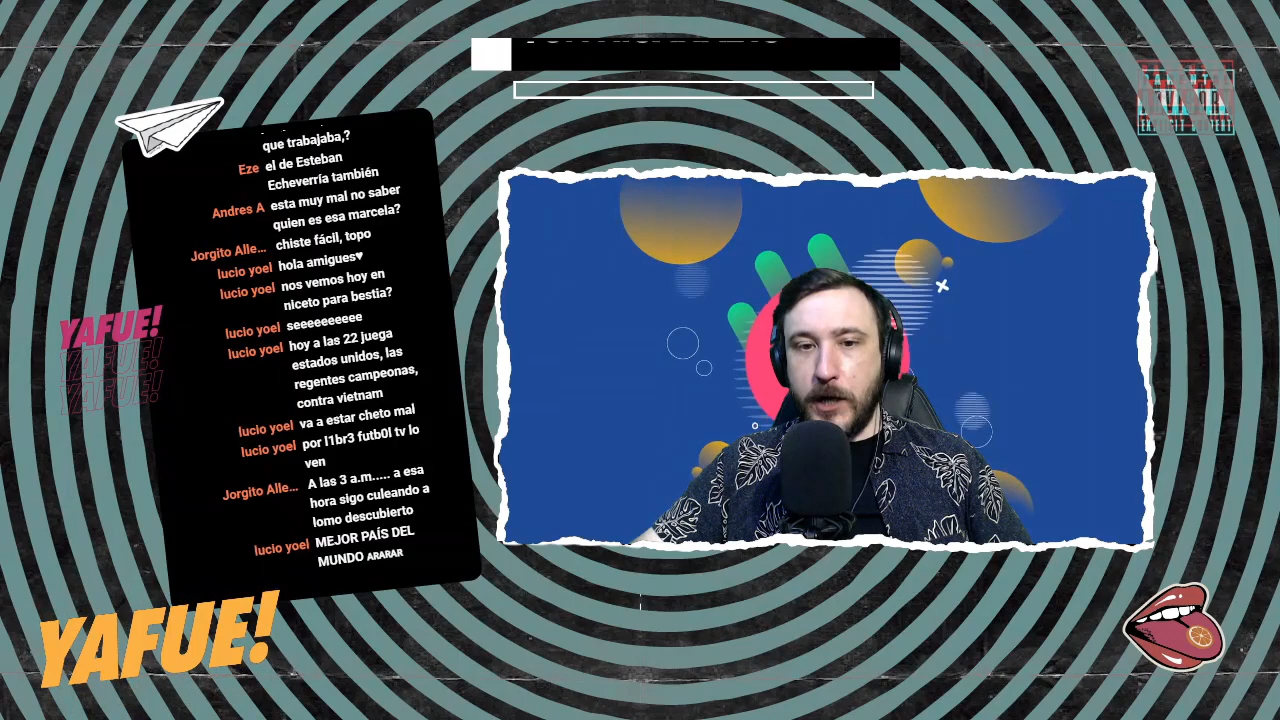 que trabajaba,?
Eze el de Esteban
Echeverría también
Andres A esta muy mal no saber
quien es esa marcela?
Jorgito Alle... chiste fácil, topo
lucio yoel hola amigues♥
lucio yoel nos vemos hoy en
niceto para bestia?
lucio yoel seeeeeeeeee
lucio yoel hoy a las 22 juega
estados unidos, las
regentes campeonas,
contra vietnam
lucio yoel va a estar cheto mal
lucio yoel por l1br3 futb0l tv lo
ven
Jorgito Alle... A las 3 a.m..... a esa
hora sigo culeando a
lomo descubierto
lucio yoel MEJOR PAÍS DEL
MUNDO ARARAR
YAFUE!
YAFUE!
YAFUE!
YAFUE!